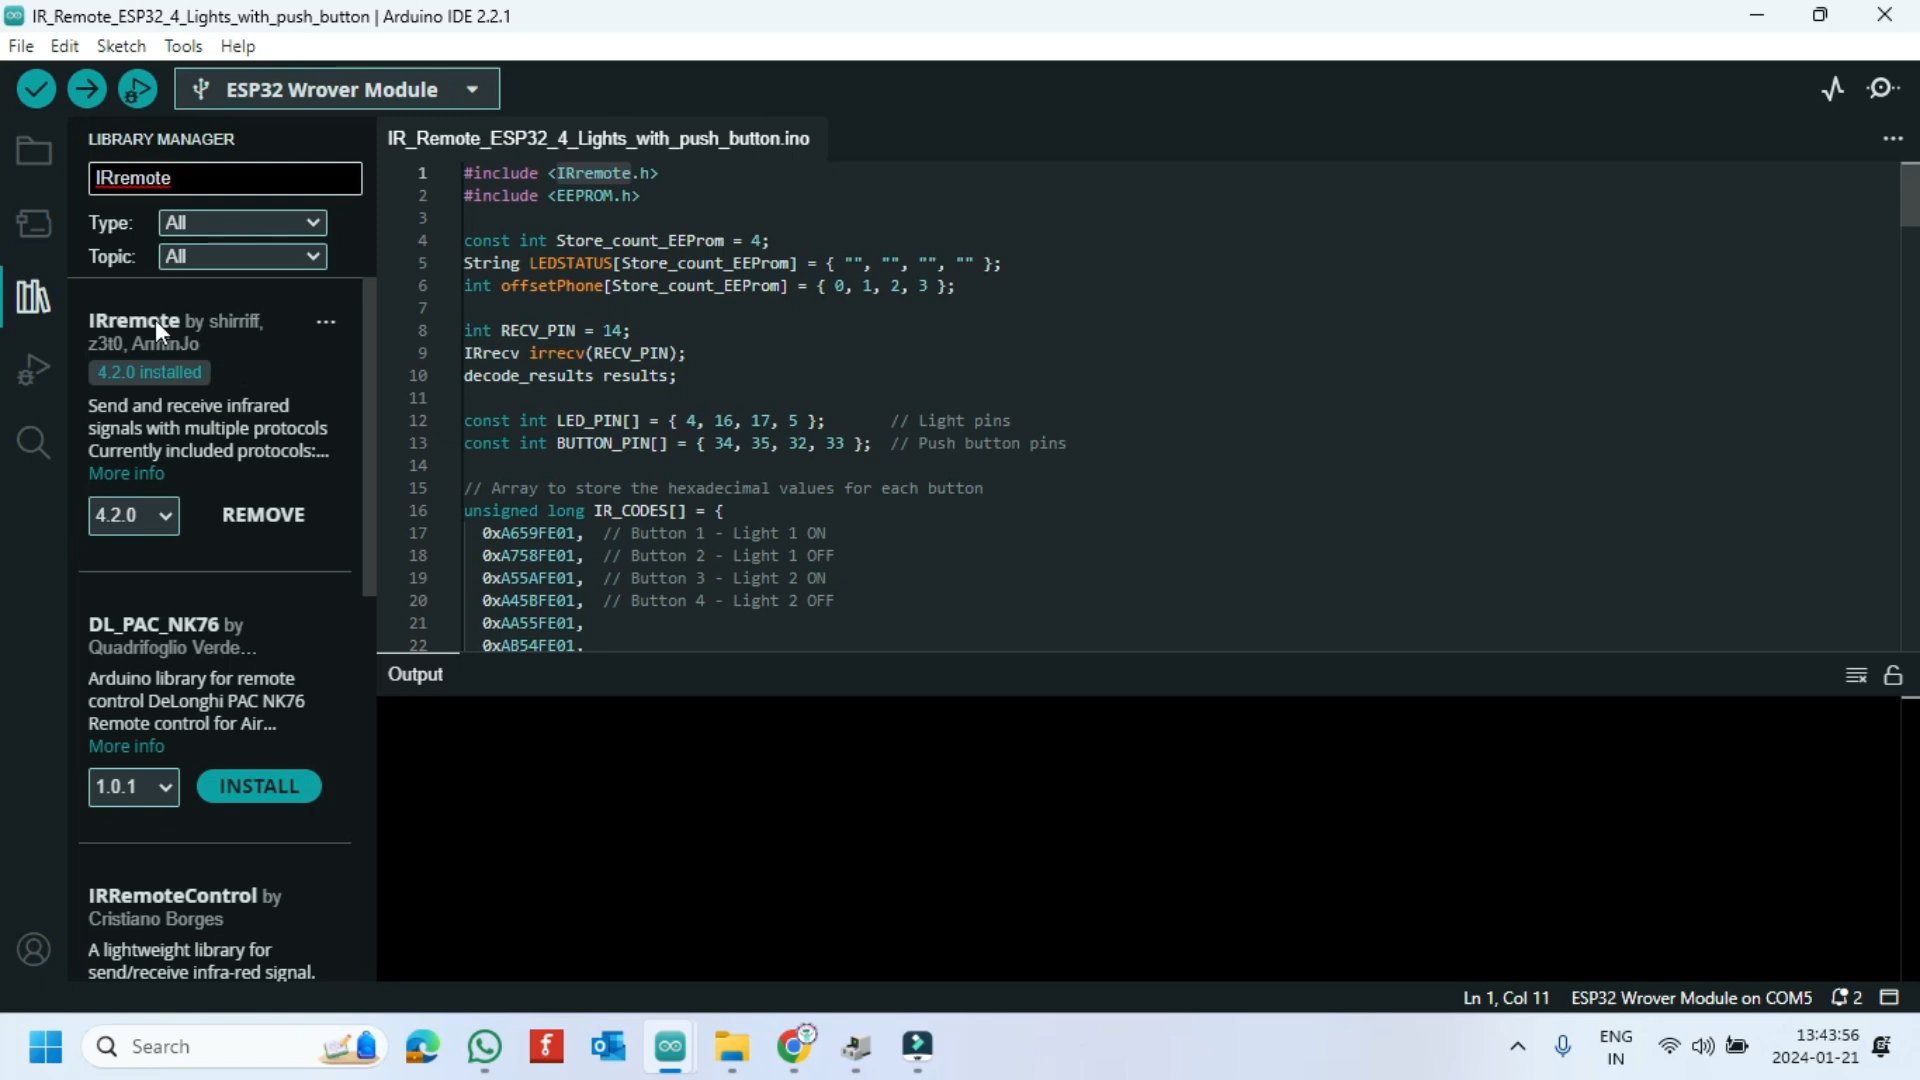 IR_Remote_ESP32_4_Lights_with_push_button | Arduino IDE 2.2.1
File Edit Sketch Tools Help
ESP32 Wrover Module
LIBRARY MANAGER
IRremote
Type: All
Topic: All
IRremote by shirriff,
z3t0, ArminJo
4.2.0 installed
Send and receive infrared
signals with multiple protocols
Currently included protocols:...
More info
4.2.0 REMOVE
DL_PAC_NK76 by
Quadrifoglio Verde...
Arduino library for remote
control DeLonghi PAC NK76
Remote control for Air...
More info
1.0.1 INSTALL
IRRemoteControl by
Cristiano Borges
A lightweight library for
send/receive infra-red signal.
IR_Remote_ESP32_4_Lights_with_push_button.ino
1 #include <IRremote.h>
2 #include <EEPROM.h>
3
4 const int Store_count_EEProm = 4;
5 String LEDSTATUS[Store_count_EEProm] = { "", "", "", "" };
6 int offsetPhone[Store_count_EEProm] = { 0, 1, 2, 3 };
7
8 int RECV_PIN = 14;
9 IRrecv irrecv(RECV_PIN);
10 decode_results results;
11
12 const int LED_PIN[] = { 4, 16, 17, 5 }; // Light pins
13 const int BUTTON_PIN[] = { 34, 35, 32, 33 }; // Push button pins
14
15 // Array to store the hexadecimal values for each button
16 unsigned long IR_CODES[] = {
17 0xA659FE01, // Button 1 - Light 1 ON
18 0xA758FE01, // Button 2 - Light 1 OFF
19 0xA55AFE01, // Button 3 - Light 2 ON
20 0xA45BFE01, // Button 4 - Light 2 OFF
21 0xAA55FE01,
22 0xAB54FE01,
Output
Ln 1, Col 11 ESP32 Wrover Module on COM5 2
Search
ENG
IN
13:43:56
2024-01-21